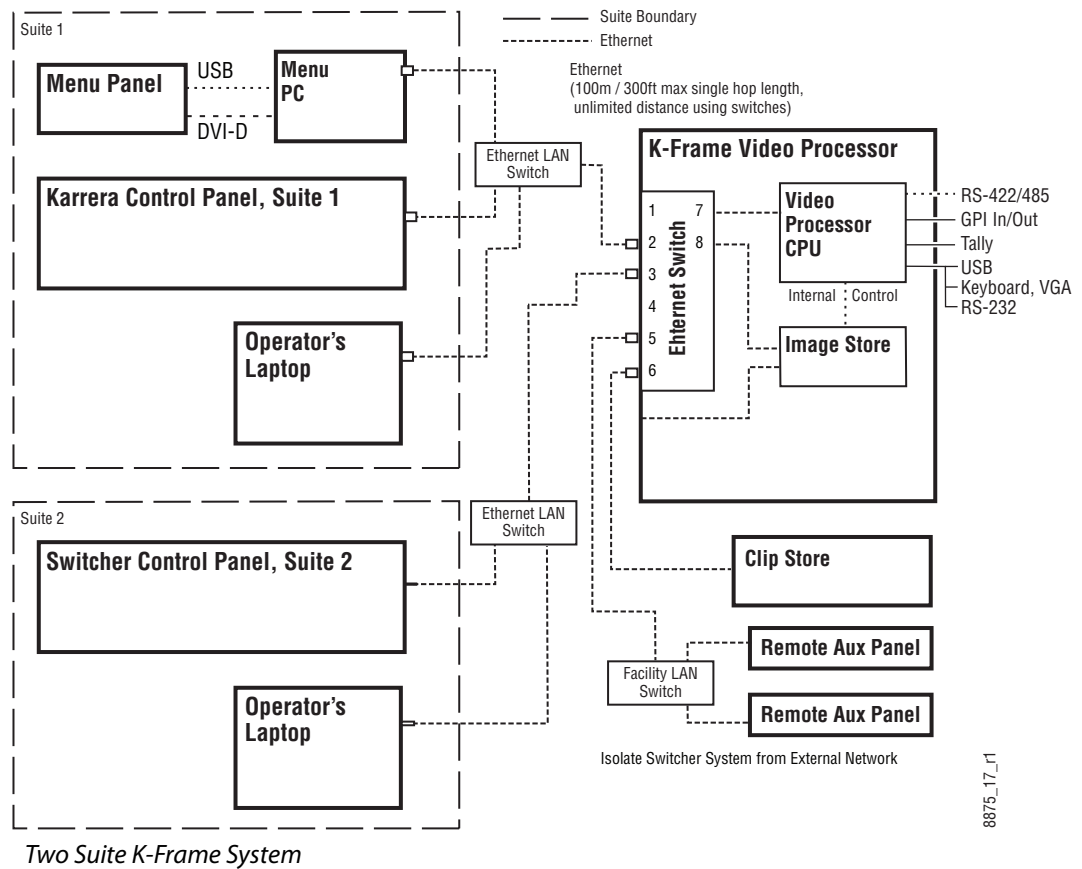 Suite 1
Suite Boundary
Ethernet
Ethernet
(100m / 300ft max single hop length,
unlimited distance using switches)
Menu Panel
USB
DVI-D
Menu
PC
Ethernet LAN
Switch
Karrera Control Panel, Suite 1
Operator's
Laptop
K-Frame Video Processor
1
2
3
4
5
6
7
8
Ehternet Switch
Video
Processor
CPU
RS-422/485
GPI In/Out
Tally
USB
Keyboard, VGA
RS-232
Internal Control
Image Store
Suite 2
Ethernet LAN
Switch
Switcher Control Panel, Suite 2
Operator's
Laptop
Clip Store
Remote Aux Panel
Facility LAN
Switch
Remote Aux Panel
Isolate Switcher System from External Network
8875_17_r1
Two Suite K-Frame System